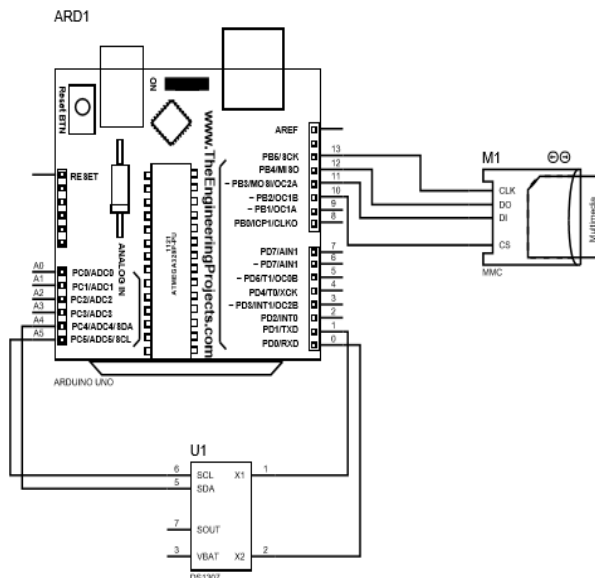 ARD1
Reset BTN
ON
www.TheEngineeringProjects.com
RESET
AREF
PB5/SCK 13
PB4/MISO 12
~PB3/MOSI/OC2A 11
~PB2/OC1B 10
~PB1/OC1A 9
PB0/ICP1/CLKO 8
ANALOG IN
A0 PC0/ADC0
A1 PC1/ADC1
A2 PC2/ADC2
A3 PC3/ADC3
A4 PC4/ADC4/SDA
A5 PC5/ADC5/SCL
PD7/AIN1 7
~PD7/AIN1 6
~PD5/T1/OC0B 5
PD4/T0/XCK 4
~PD3/INT1/OC2B 3
PD2/INT0 2
PD1/TXD 1
PD0/RXD 0
ARDUINO UNO
M1
CLK
DO
DI
CS
MMC
Multimedia
U1
6 SCL X1 1
5 SDA
7 SOUT
3 VBAT X2 2
DS1307